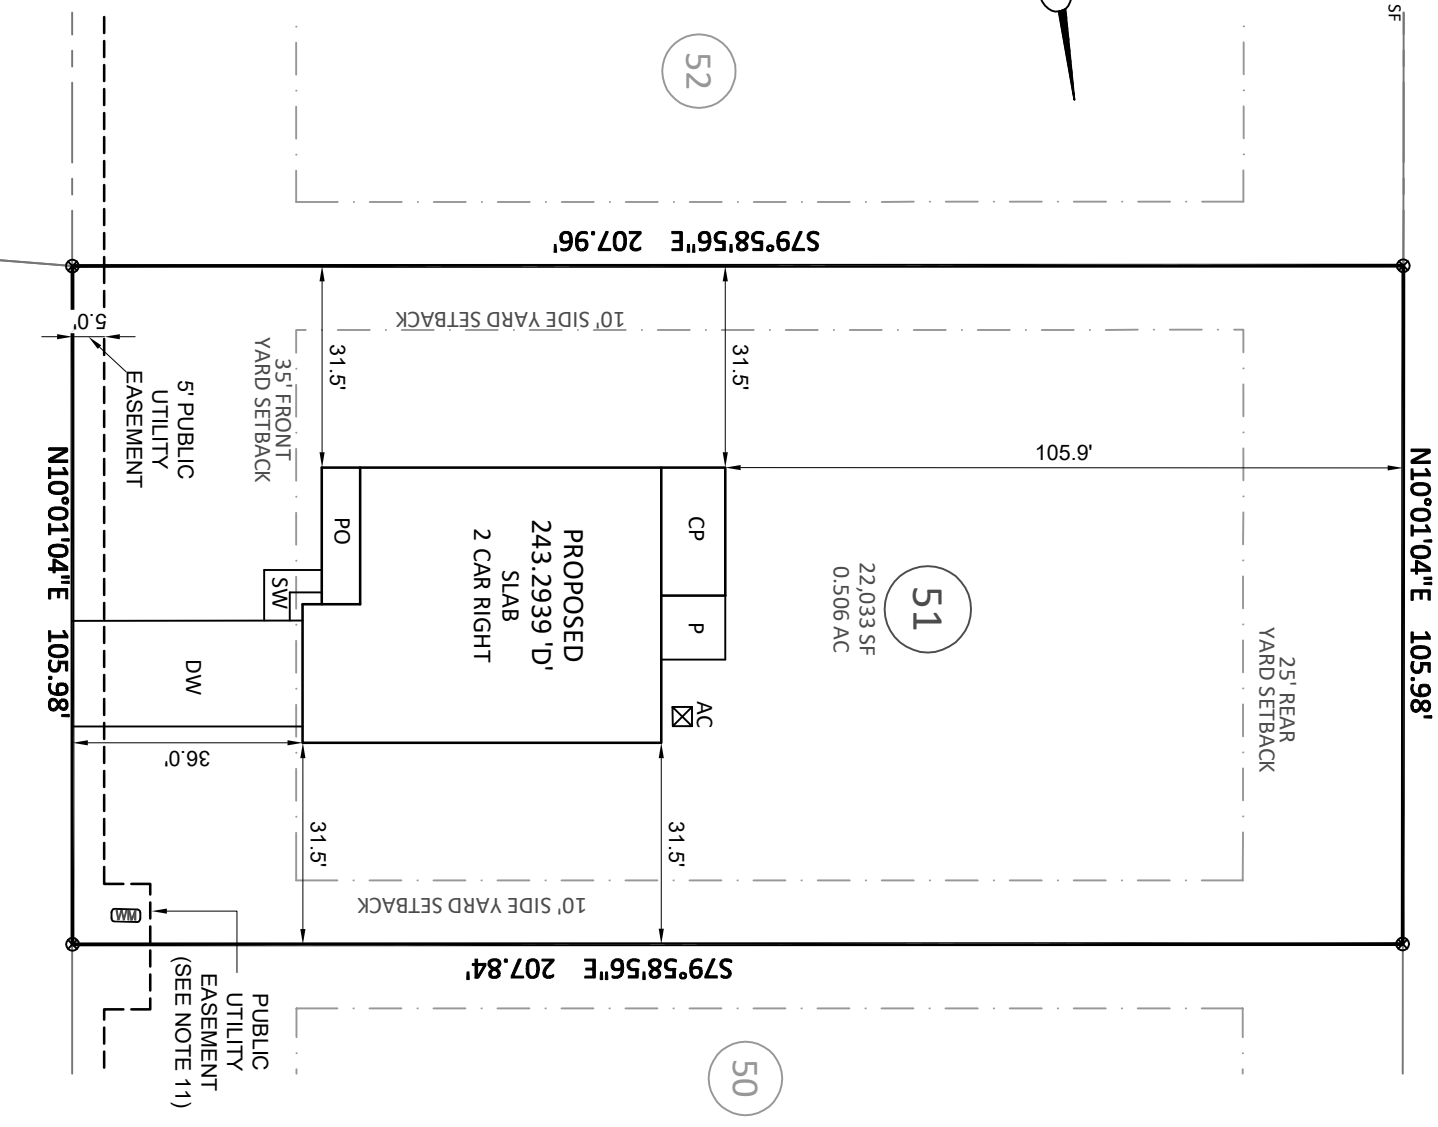 SF
52
S79°58'56"E 207.96'
10' SIDE YARD SETBACK
5.0'
5' PUBLIC
UTILITY
EASEMENT
35' FRONT
YARD SETBACK
31.5'
31.5'
105.9'
N10°01'04"E 105.98'
N10°01'04"E 105.98'
PO
CP
P
SW
DW
AC
PROPOSED
243.2939 'D'
SLAB
2 CAR RIGHT
51
22,033 SF
0.506 AC
25' REAR
YARD SETBACK
36.0'
31.5'
31.5'
10' SIDE YARD SETBACK
WM
S79°58'56"E 207.84'
PUBLIC
UTILITY
EASEMENT
(SEE NOTE 11)
50